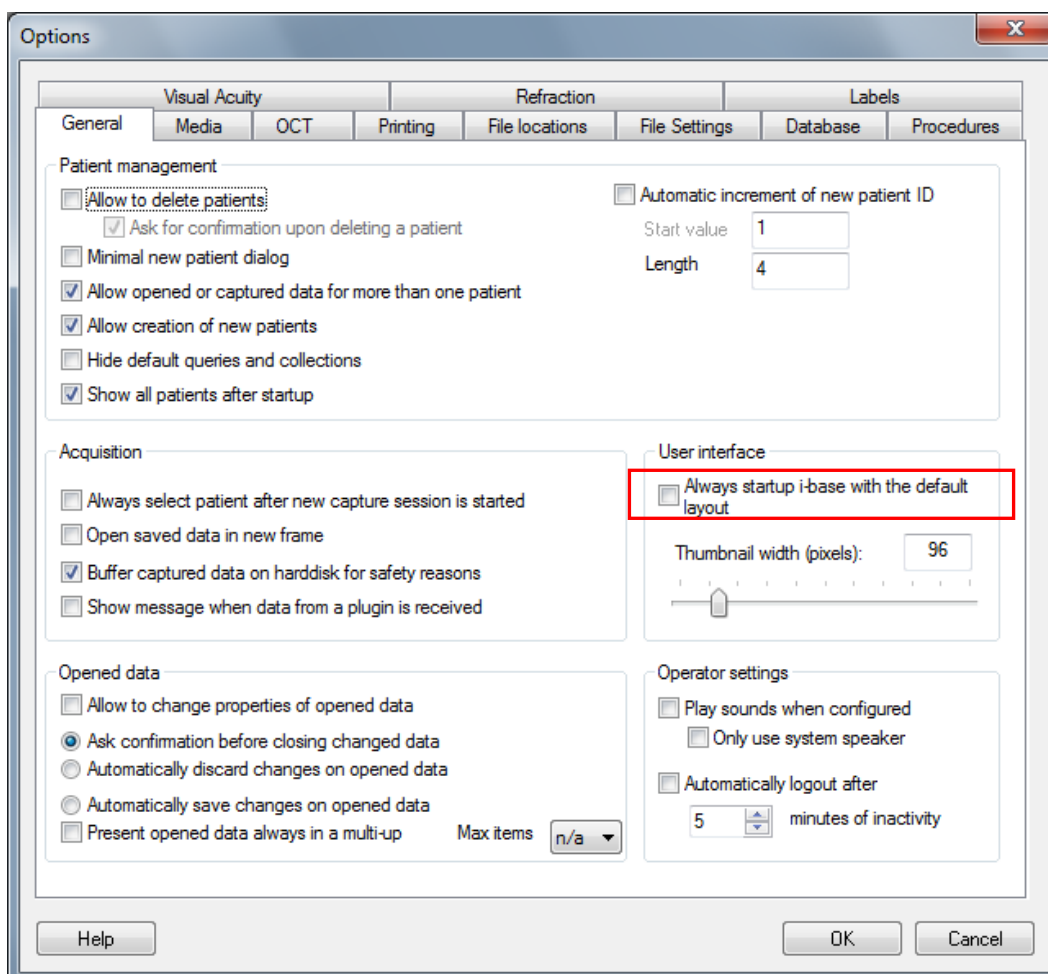 Options
X
Visual Acuity
Refraction
Labels
General
Media
OCT
Printing
File locations
File Settings
Database
Procedures
Patient management
Allow to delete patients
Ask for confirmation upon deleting a patient
Minimal new patient dialog
Allow opened or captured data for more than one patient
Allow creation of new patients
Hide default queries and collections
Show all patients after startup
Automatic increment of new patient ID
Start value
1
Length
4
Acquisition
Always select patient after new capture session is started
Open saved data in new frame
Buffer captured data on harddisk for safety reasons
Show message when data from a plugin is received
User interface
Always startup i-base with the default
layout
Thumbnail width (pixels):
96
Opened data
Allow to change properties of opened data
Ask confirmation before closing changed data
Automatically discard changes on opened data
Automatically save changes on opened data
Present opened data always in a multi-up
Max items
n/a
Operator settings
Play sounds when configured
Only use system speaker
Automatically logout after
5
minutes of inactivity
Help
OK
Cancel